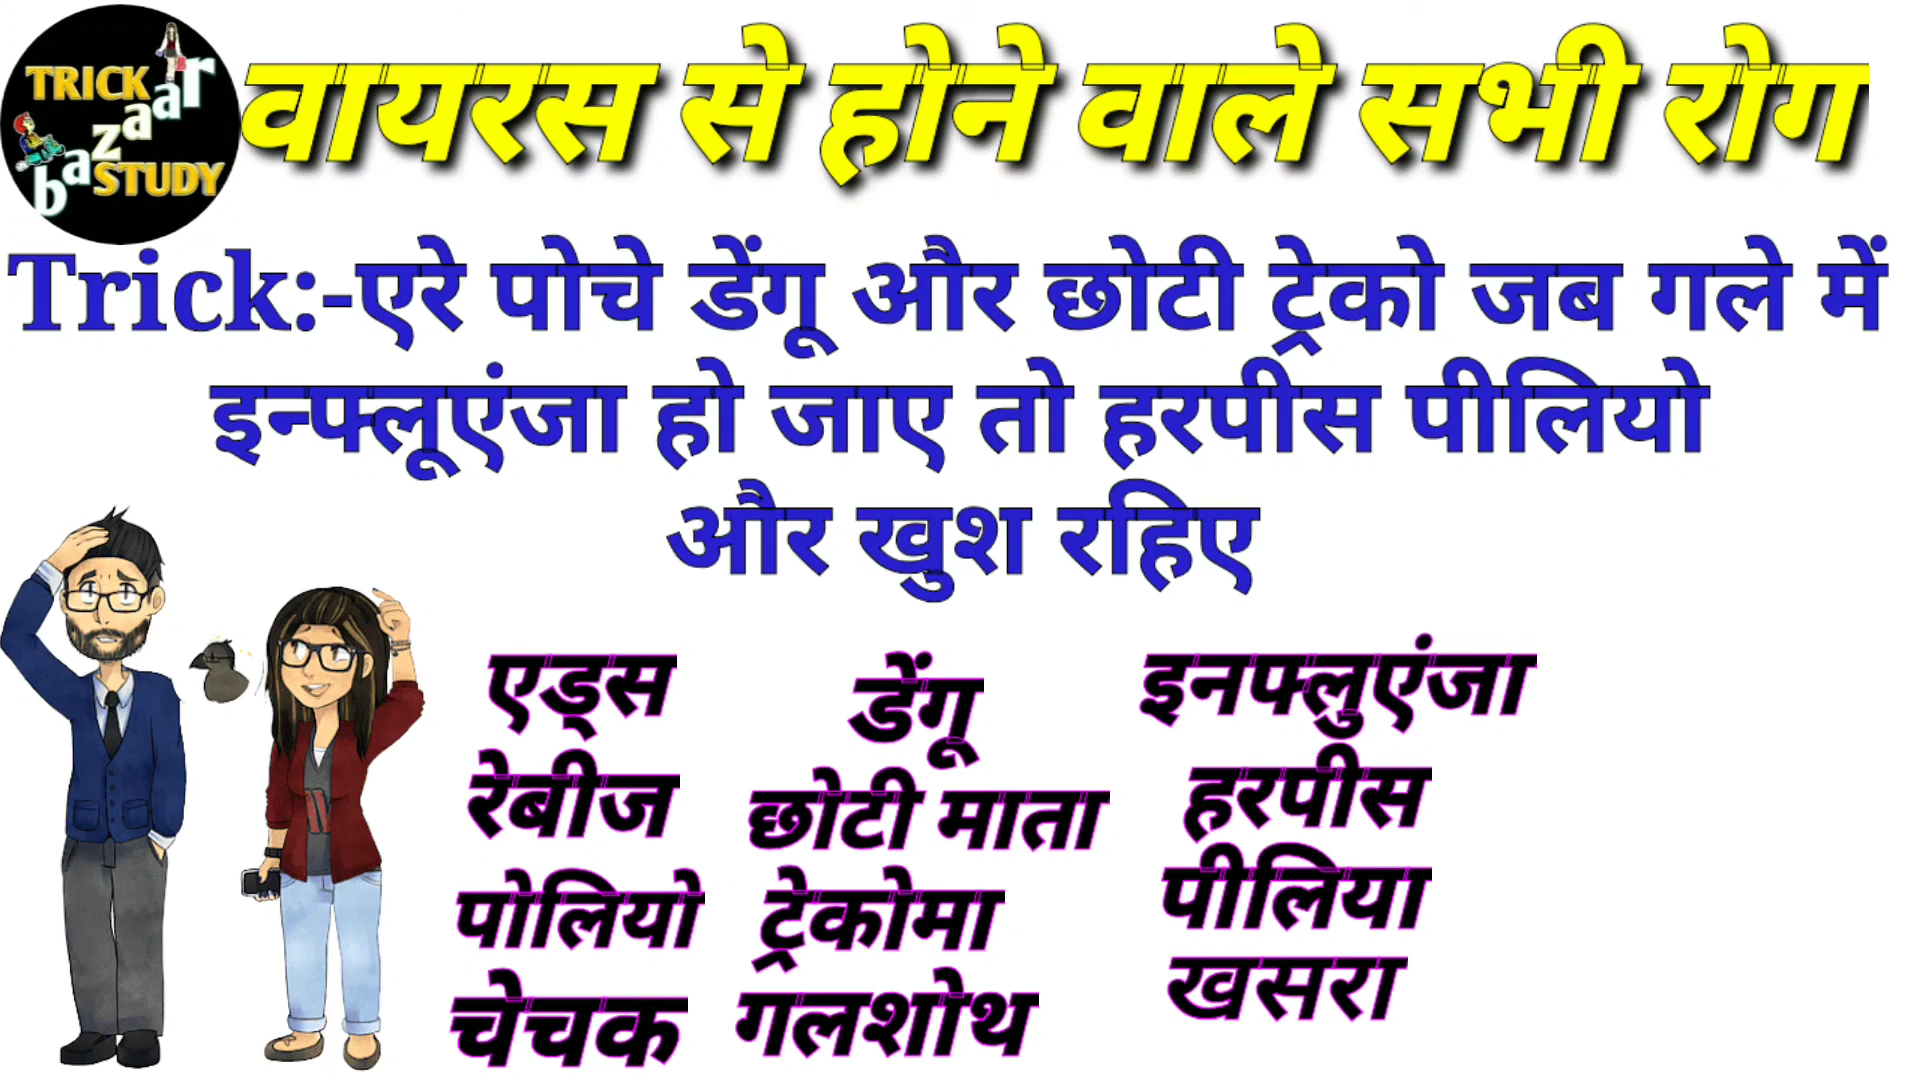 TRICK
bazaar
STUDY
वायरस से होने वाले सभी रोग
Trick:-एरे पोचे डेंगू और छोटी ट्रेको जब गले में
इन्फ्लूएंजा हो जाए तो हरपीस पीलियो
और खुश रहिए
एड्स
रेबीज
पोलियो
चेचक
डेंगू
छोटी माता
ट्रेकोमा
गलशोथ
इनफ्लुएंजा
हरपीस
पीलिया
खसरा